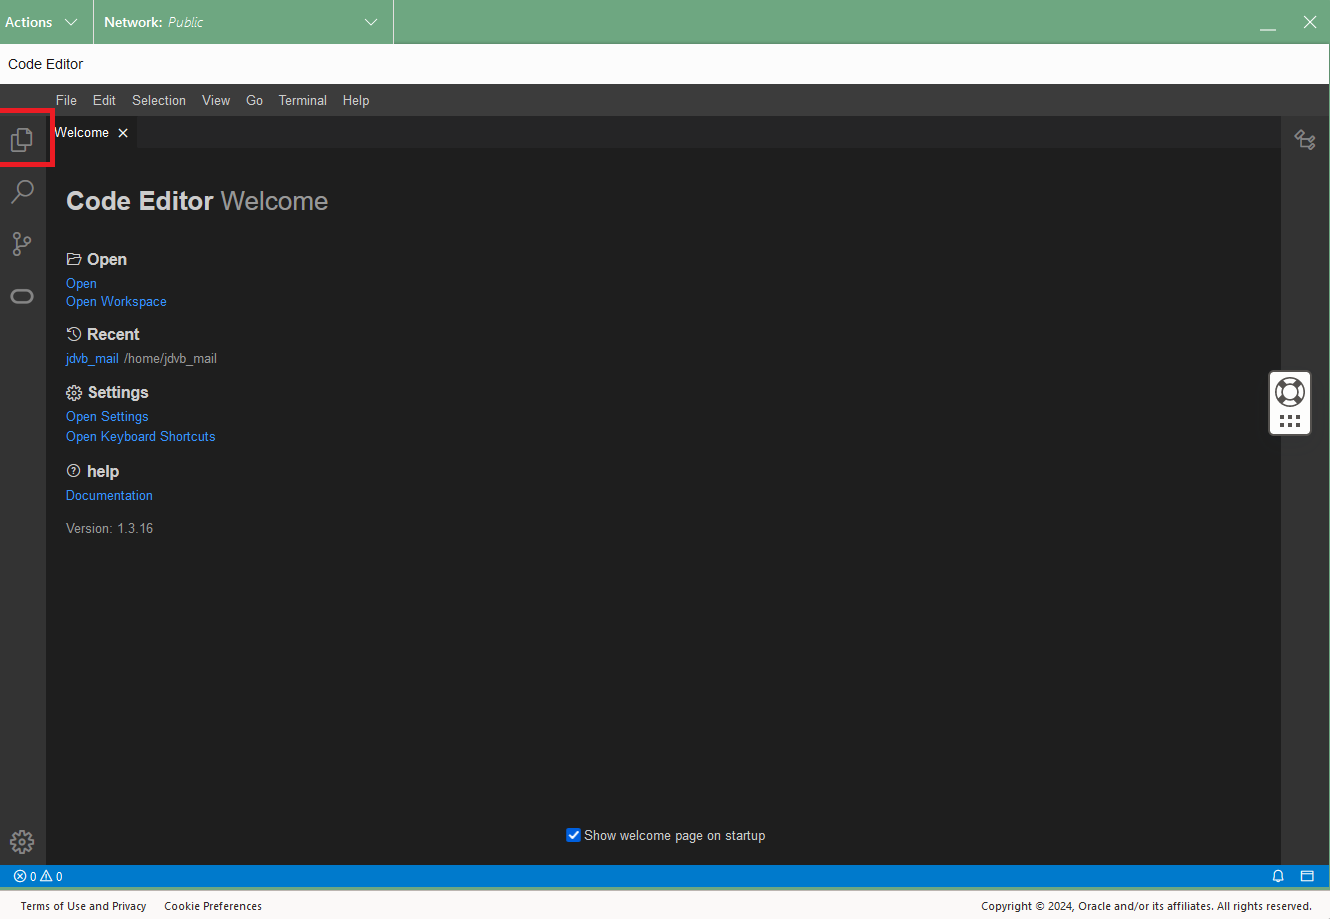 Actions Network: Public
Code Editor
File Edit Selection View Go Terminal Help
Welcome
Code Editor Welcome
Open
Open
Open Workspace
Recent
jdvb_mail /home/jdvb_mail
Settings
Open Settings
Open Keyboard Shortcuts
help
Documentation
Version: 1.3.16
Show welcome page on startup
0 0
Terms of Use and Privacy Cookie Preferences Copyright © 2024, Oracle and/or its affiliates. All rights reserved.